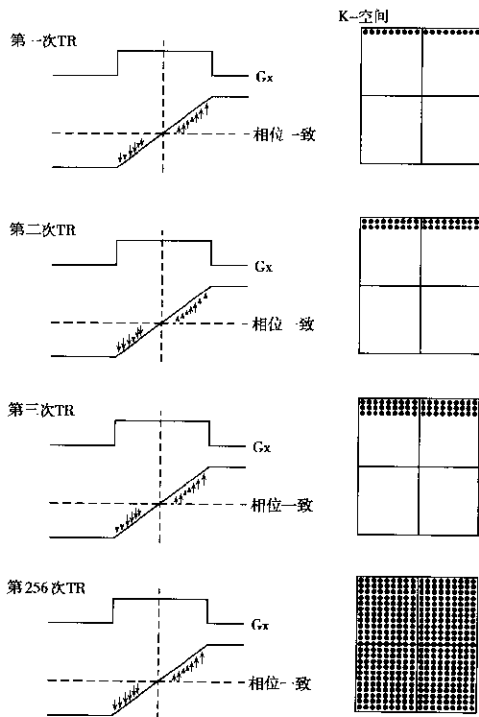 K-空间
第一次TR
Gx
相位一致
第二次TR
Gx
相位一致
第三次TR
Gx
相位一致
第256次TR
Gx
相位一致